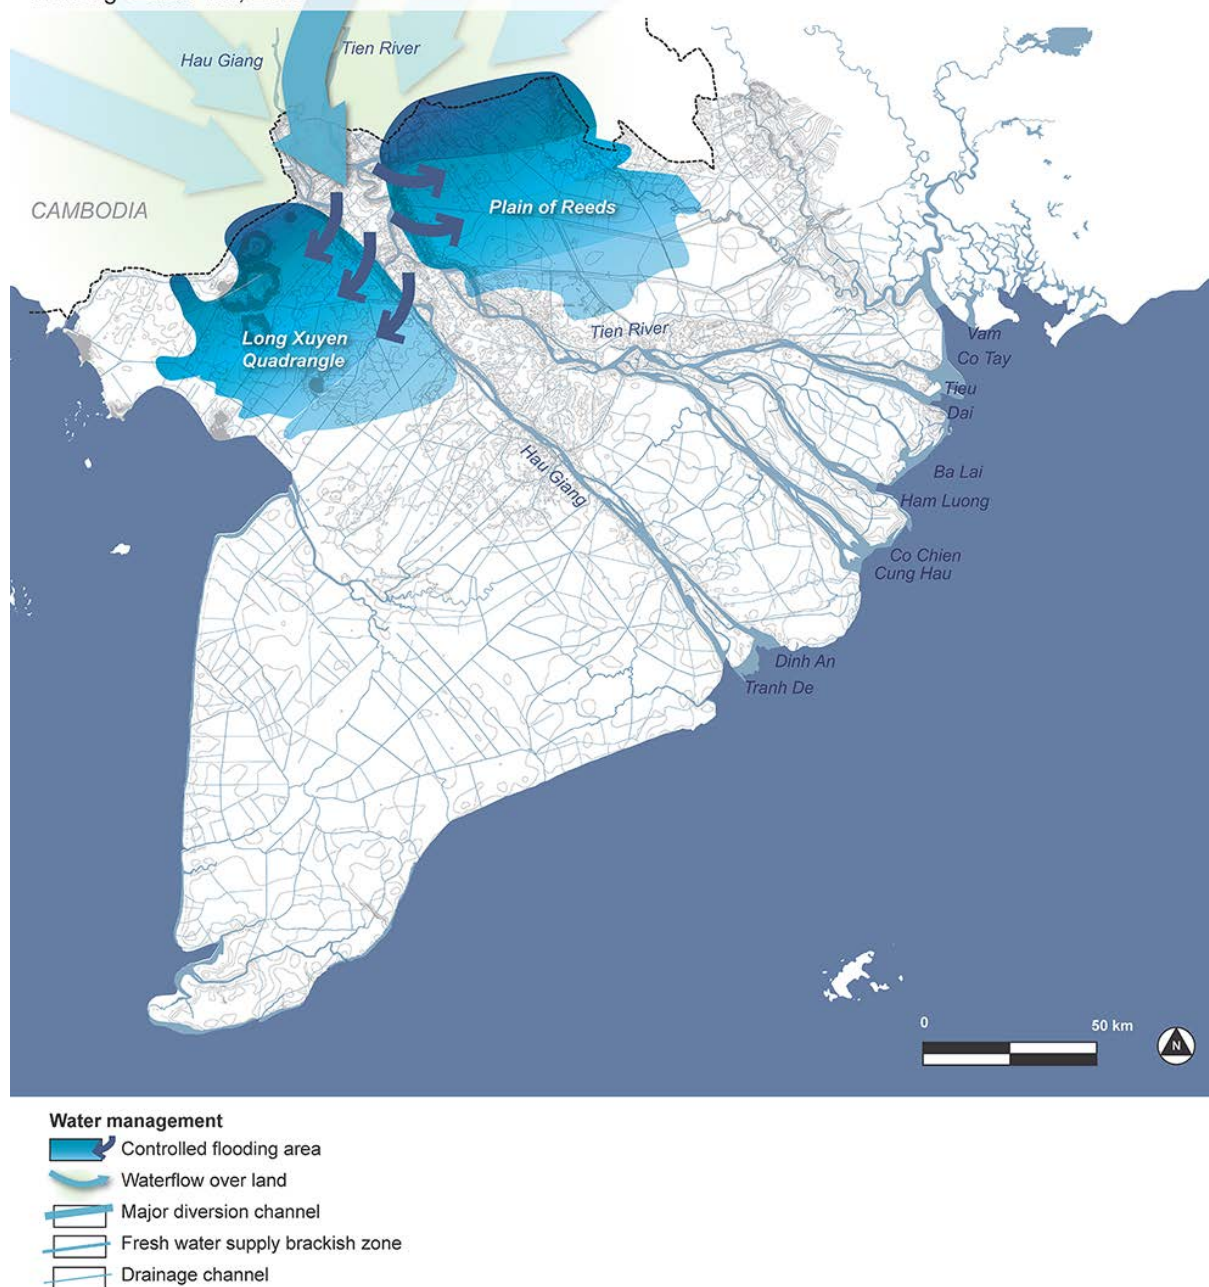 Hau Giang
Tien River
CAMBODIA
Plain of Reeds
Long Xuyen
Quadrangle
Tien River
Vam
Co Tay
Tieu
Dai
Ba Lai
Hau Giang
Ham Luong
Co Chien
Cung Hau
Dinh An
Tranh De
0
50 km
N
Water management
Controlled flooding area
Waterflow over land
Major diversion channel
Fresh water supply brackish zone
Drainage channel